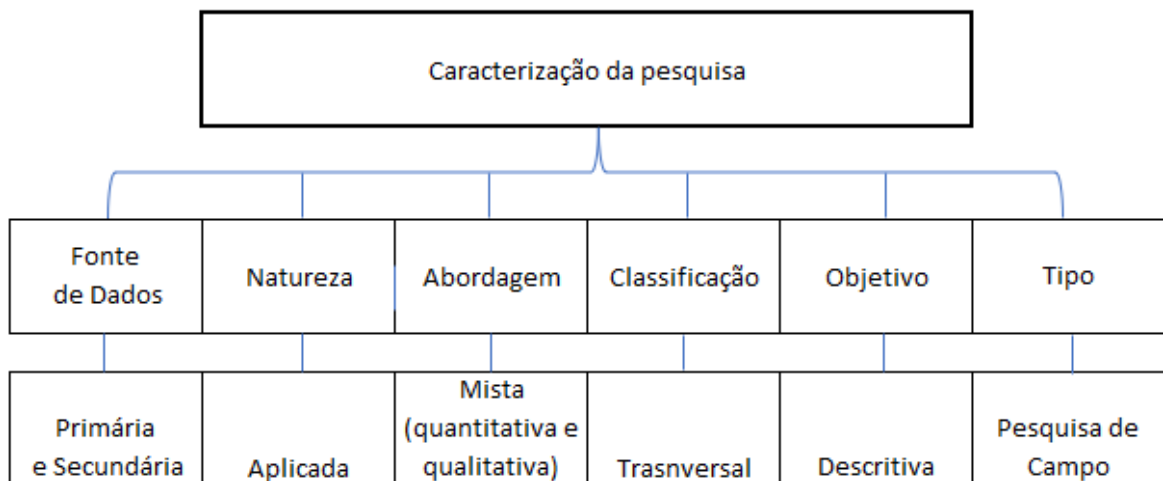 Caracterização da pesquisa
Fonte
de Dados
Natureza
Abordagem
Classificação
Objetivo
Tipo
Primária
e Secundária
Aplicada
Mista
(quantitativa e
qualitativa)
Trasnversal
Descritiva
Pesquisa de
Campo